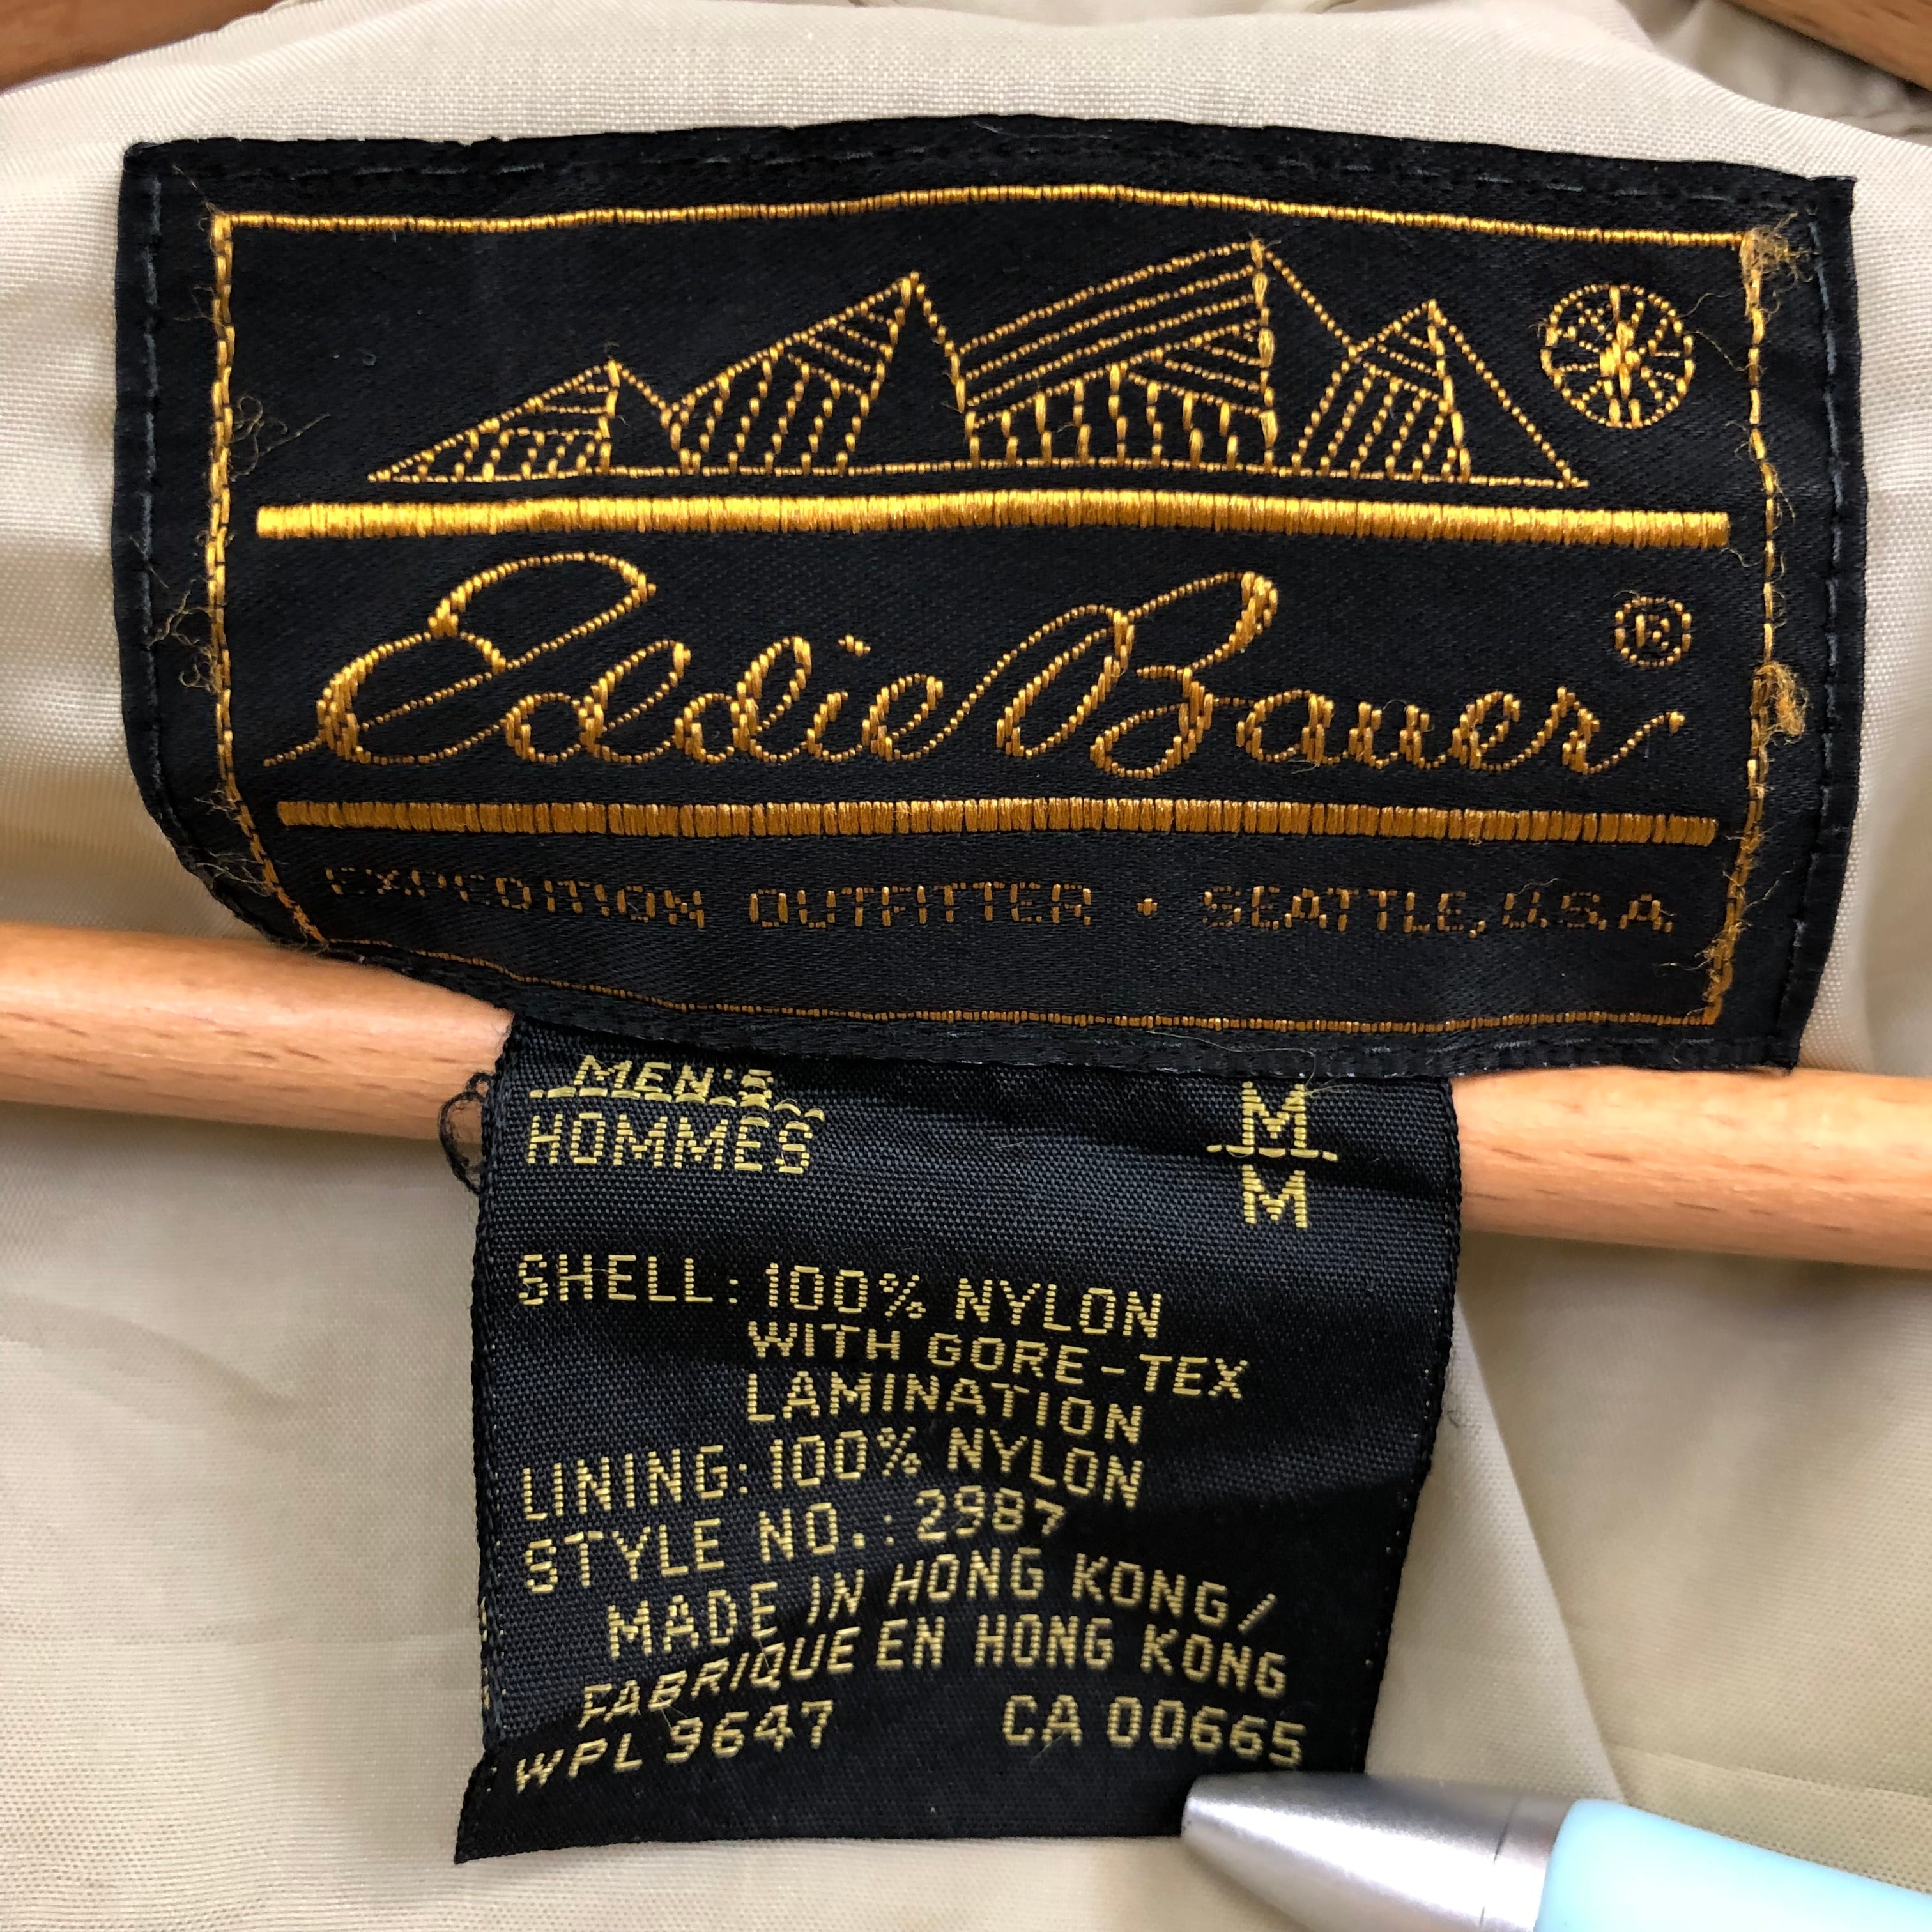 Eddie Bauer ®
EXPEDITION OUTFITTER • SEATTLE, U.S.A.
MEN'S M
HOMMES M
SHELL: 100% NYLON
WITH GORE-TEX
LAMINATION
LINING: 100% NYLON
STYLE NO.: 2987
MADE IN HONG KONG/
FABRIQUE EN HONG KONG
WPL 9647 CA 00665